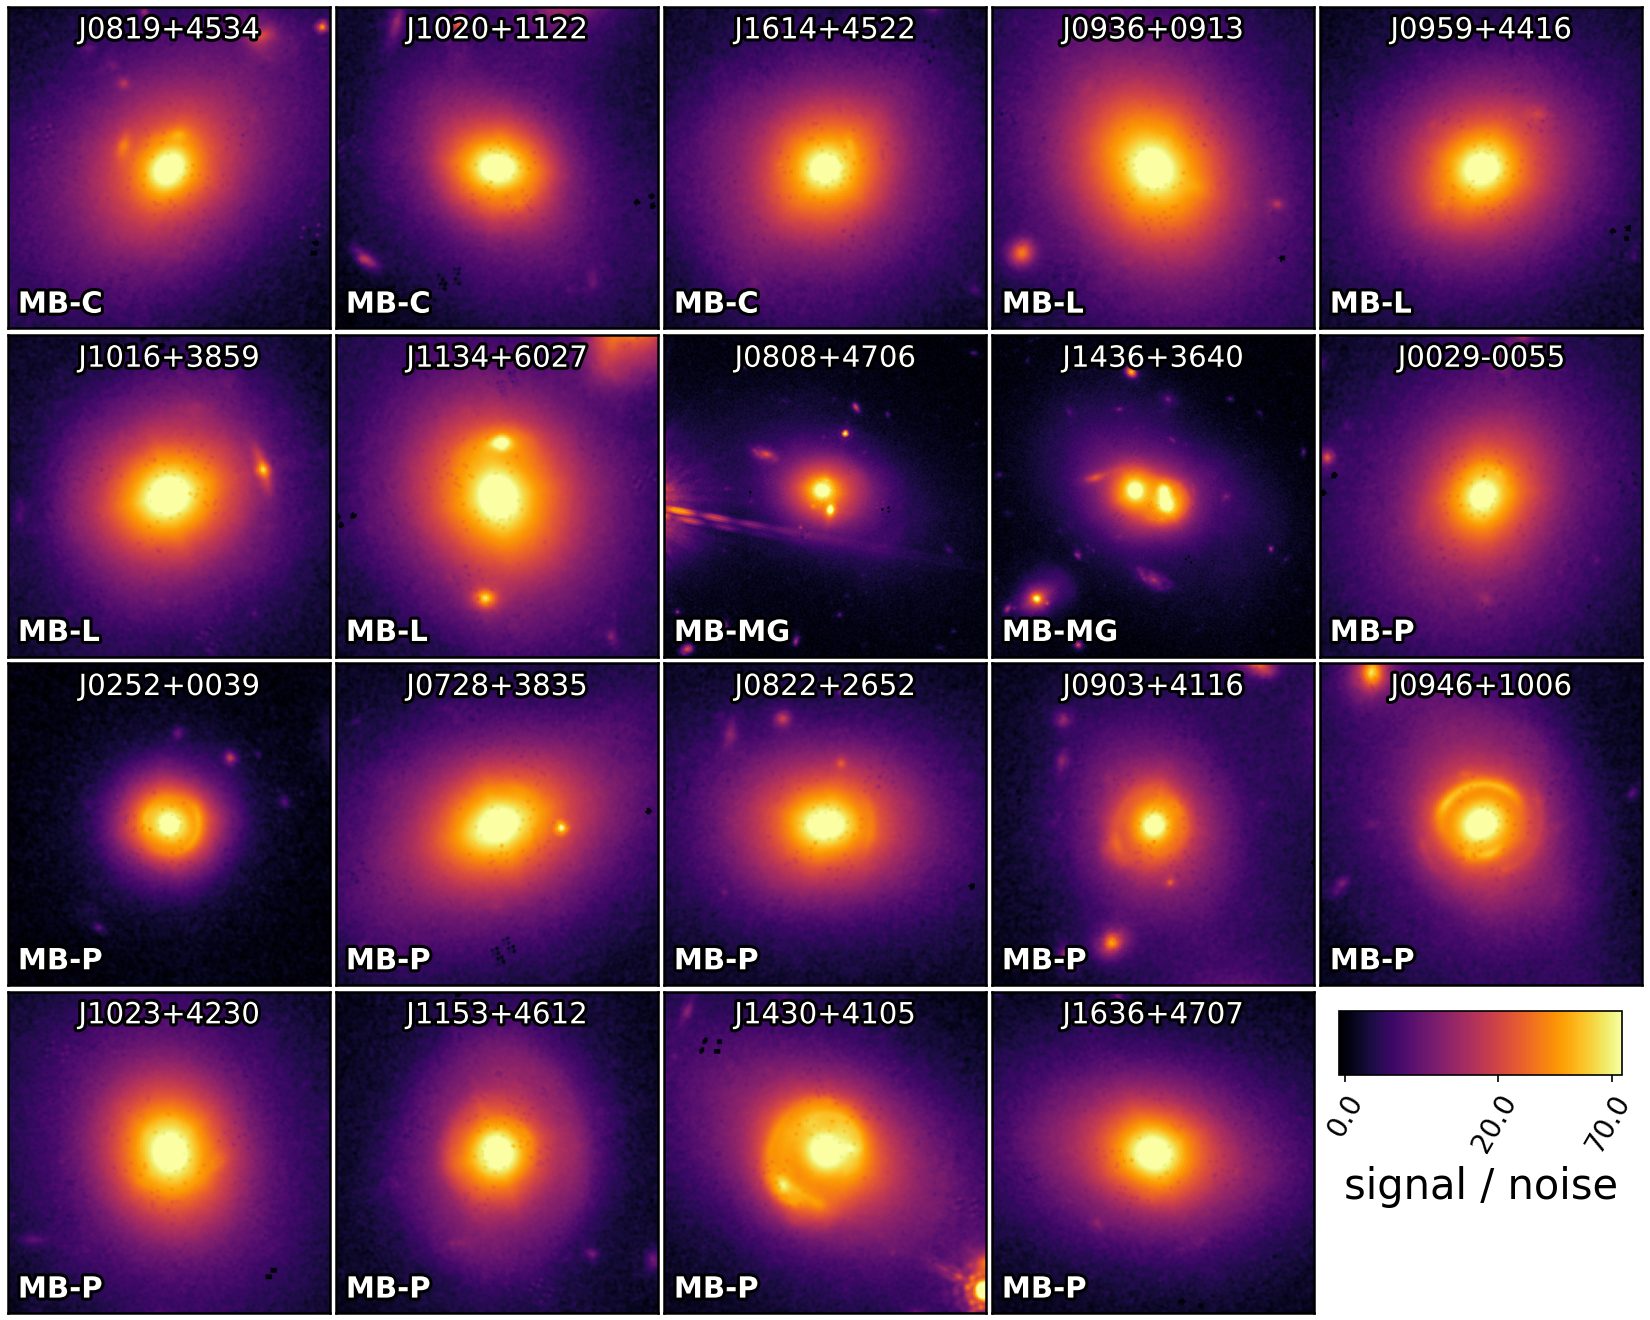 J0819+4534
MB-C
J1020+1122
MB-C
J1614+4522
MB-C
J0936+0913
MB-L
J0959+4416
MB-L
J1016+3859
MB-L
J1134+6027
MB-L
J0808+4706
MB-MG
J1436+3640
MB-MG
J0029-0055
MB-P
J0252+0039
MB-P
J0728+3835
MB-P
J0822+2652
MB-P
J0903+4116
MB-P
J0946+1006
MB-P
J1023+4230
MB-P
J1153+4612
MB-P
J1430+4105
MB-P
J1636+4707
MB-P
0.0
20.0
70.0
signal / noise